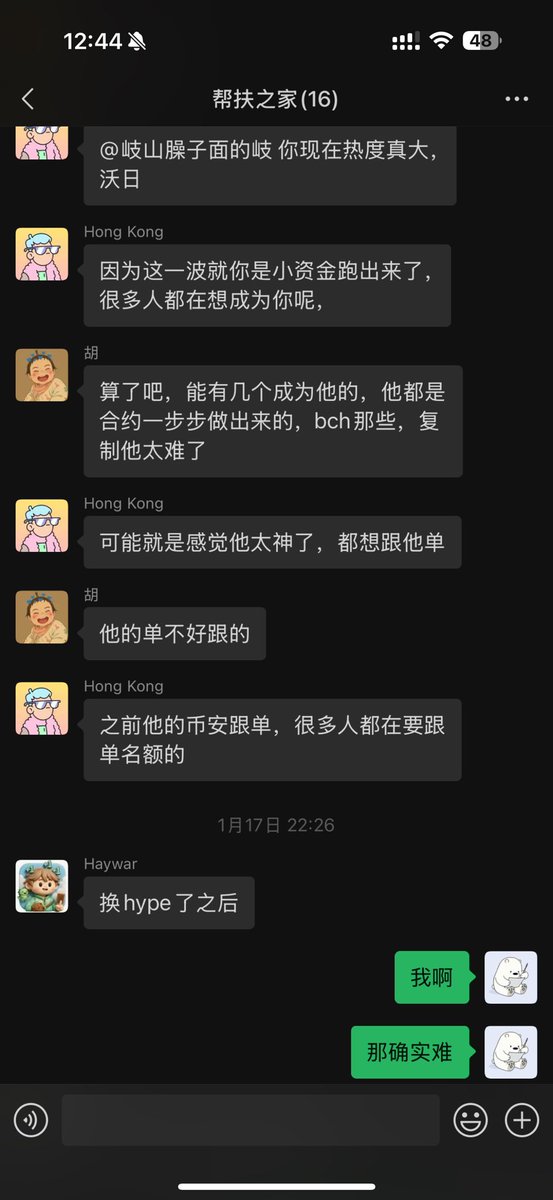 12:44
48
帮扶之家(16)
@岐山臊子面的岐 你现在热度真大，
沃日
Hong Kong
因为这一波就你是小资金跑出来了，
很多人都在想成为你呢，
胡
算了吧，能有几个成为他的，他都是
合约一步步做出来的，bch那些，复
制他太难了
Hong Kong
可能就是感觉他太神了，都想跟他单
胡
他的单不好跟的
Hong Kong
之前他的币安跟单，很多人都在要跟
单名额的
1月17日 22:26
Haywar
换hype了之后
我啊
那确实难